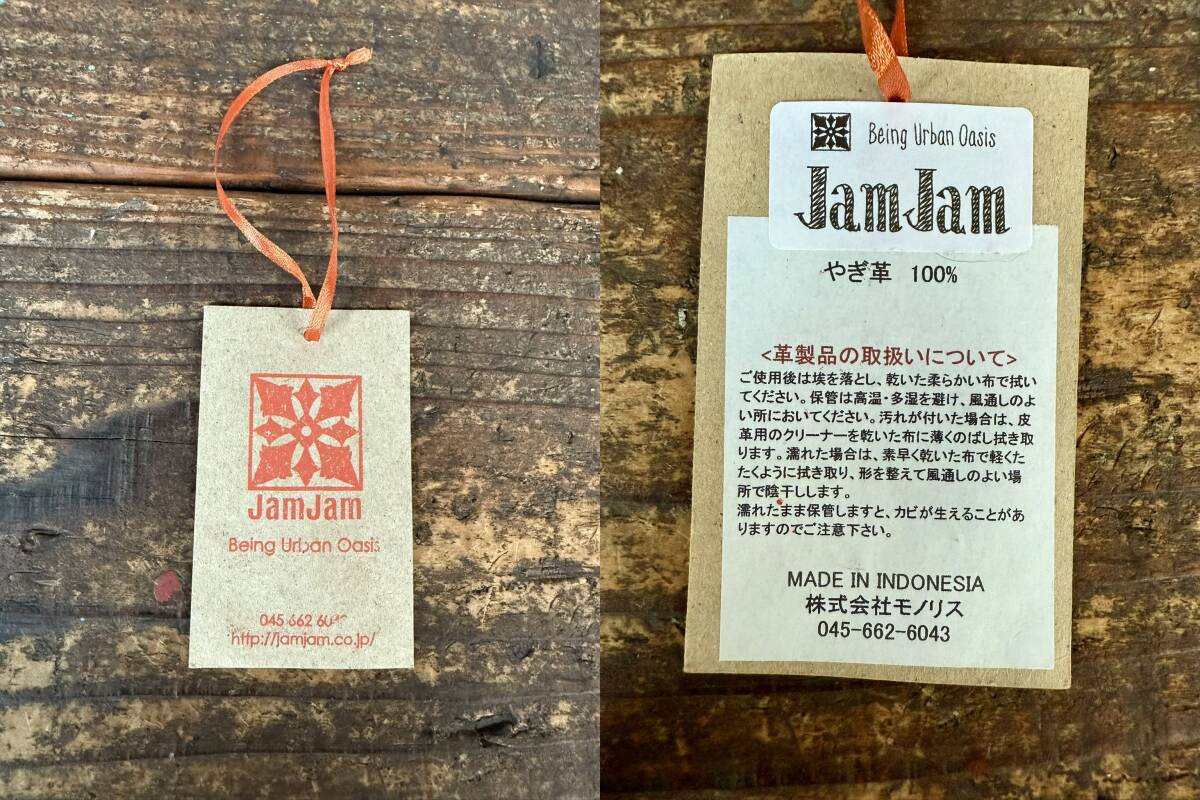 JamJam
Being Urban Oasis
045 662
http://jamjam.co.jp/
Being Urban Oasis
JamJam
やぎ革 100%
<革製品の取扱いについて>
ご使用後は埃を落とし、乾いた柔らかい布で拭い
てください。保管は高温・多湿を避け、風通しのよ
い所においてください。汚れが付いた場合は、皮
革用のクリーナーを乾いた布に薄くのばし拭き取
ります。濡れた場合は、素早く乾いた布で軽くた
たくように拭き取り、形を整えて風通しのよい場
所で陰干しします。
濡れたまま保管しますと、カビが生えることがあ
りますのでご注意下さい。
MADE IN INDONESIA
株式会社モノリス
045-662-6043